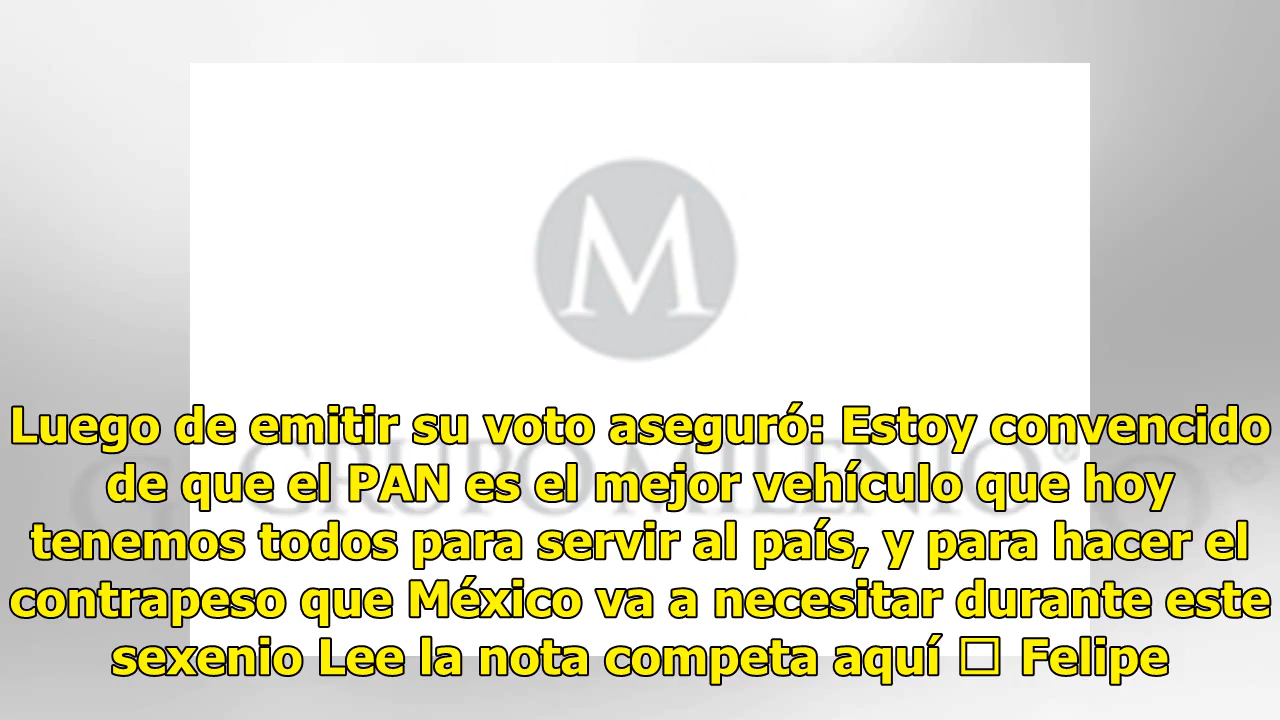 M
GRUPO MILENIO®
Luego de emitir su voto aseguró: Estoy convencido
de que el PAN es el mejor vehículo que hoy
tenemos todos para servir al país, y para hacer el
contrapeso que México va a necesitar durante este
sexenio Lee la nota competa aquí □ Felipe